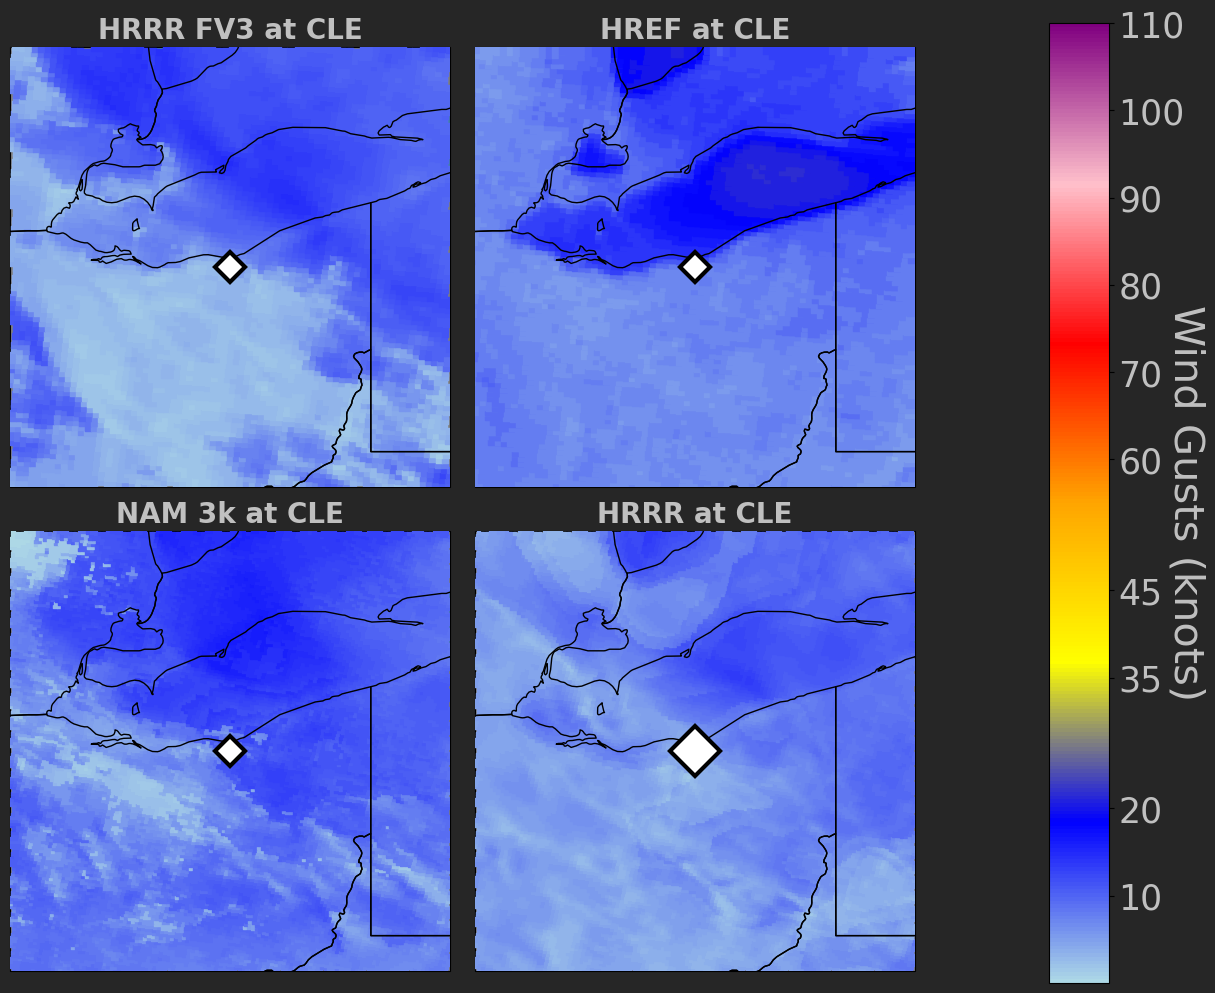 HRRR FV3 at CLE
HREF at CLE
NAM 3k at CLE
HRRR at CLE
110
100
90
80
70
60
45
35
20
10
Wind Gusts (knots)